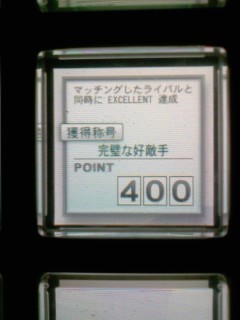 マッチングしたライバルと
同時に EXCELLENT 達成
獲得称号
完璧な好敵手
POINT
400